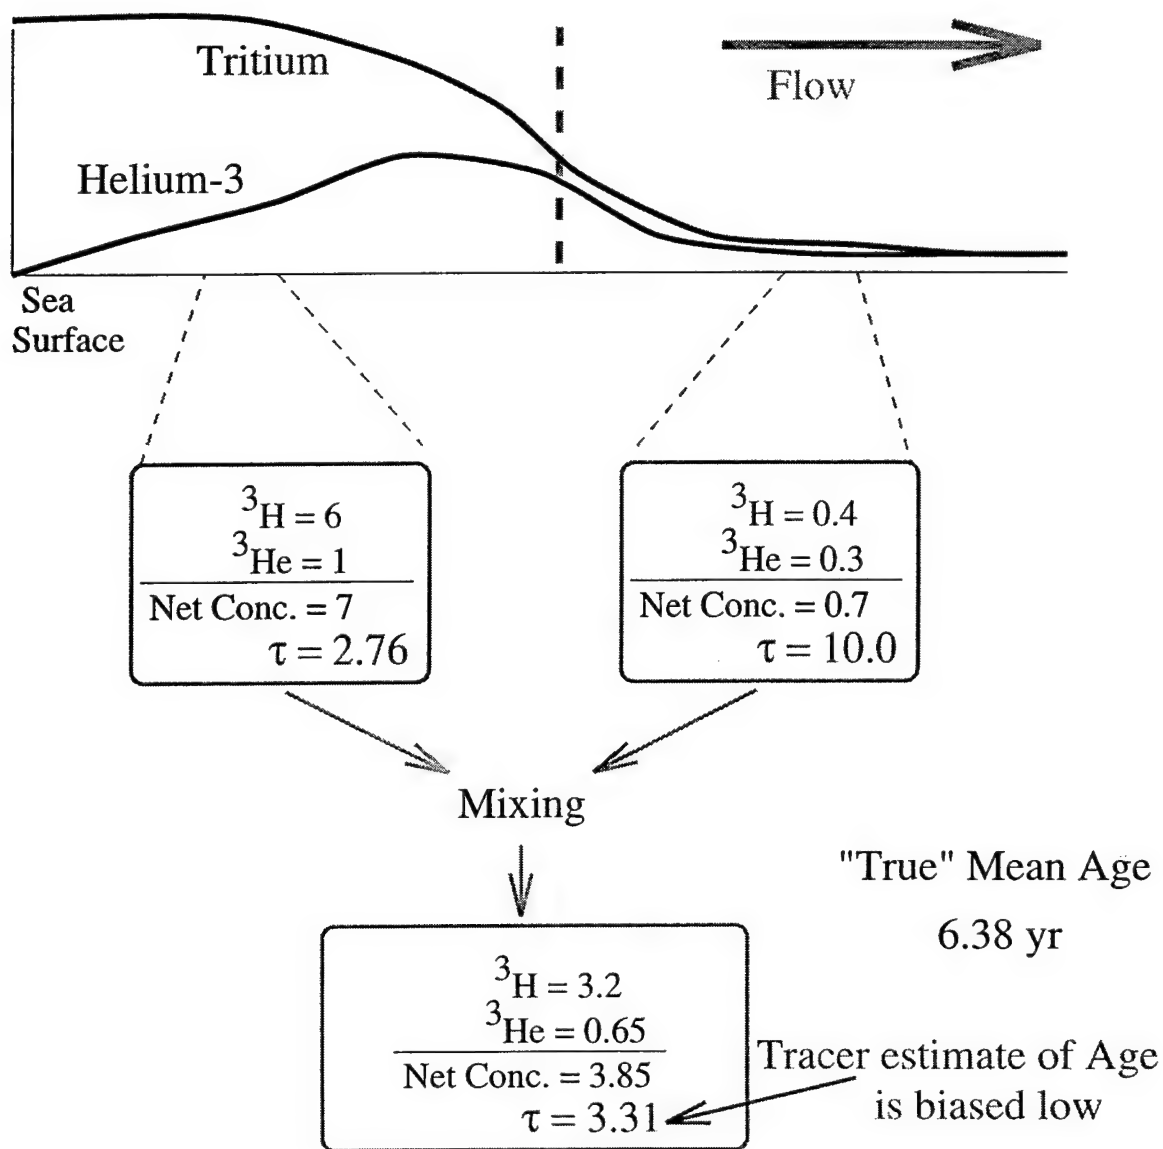 Tritium
Flow
Helium-3
Sea
Surface
³H = 6
³He = 1
Net Conc. = 7
τ = 2.76
³H = 0.4
³He = 0.3
Net Conc. = 0.7
τ = 10.0
Mixing
"True" Mean Age
6.38 yr
³H = 3.2
³He = 0.65
Net Conc. = 3.85
τ = 3.31
Tracer estimate of Age
is biased low